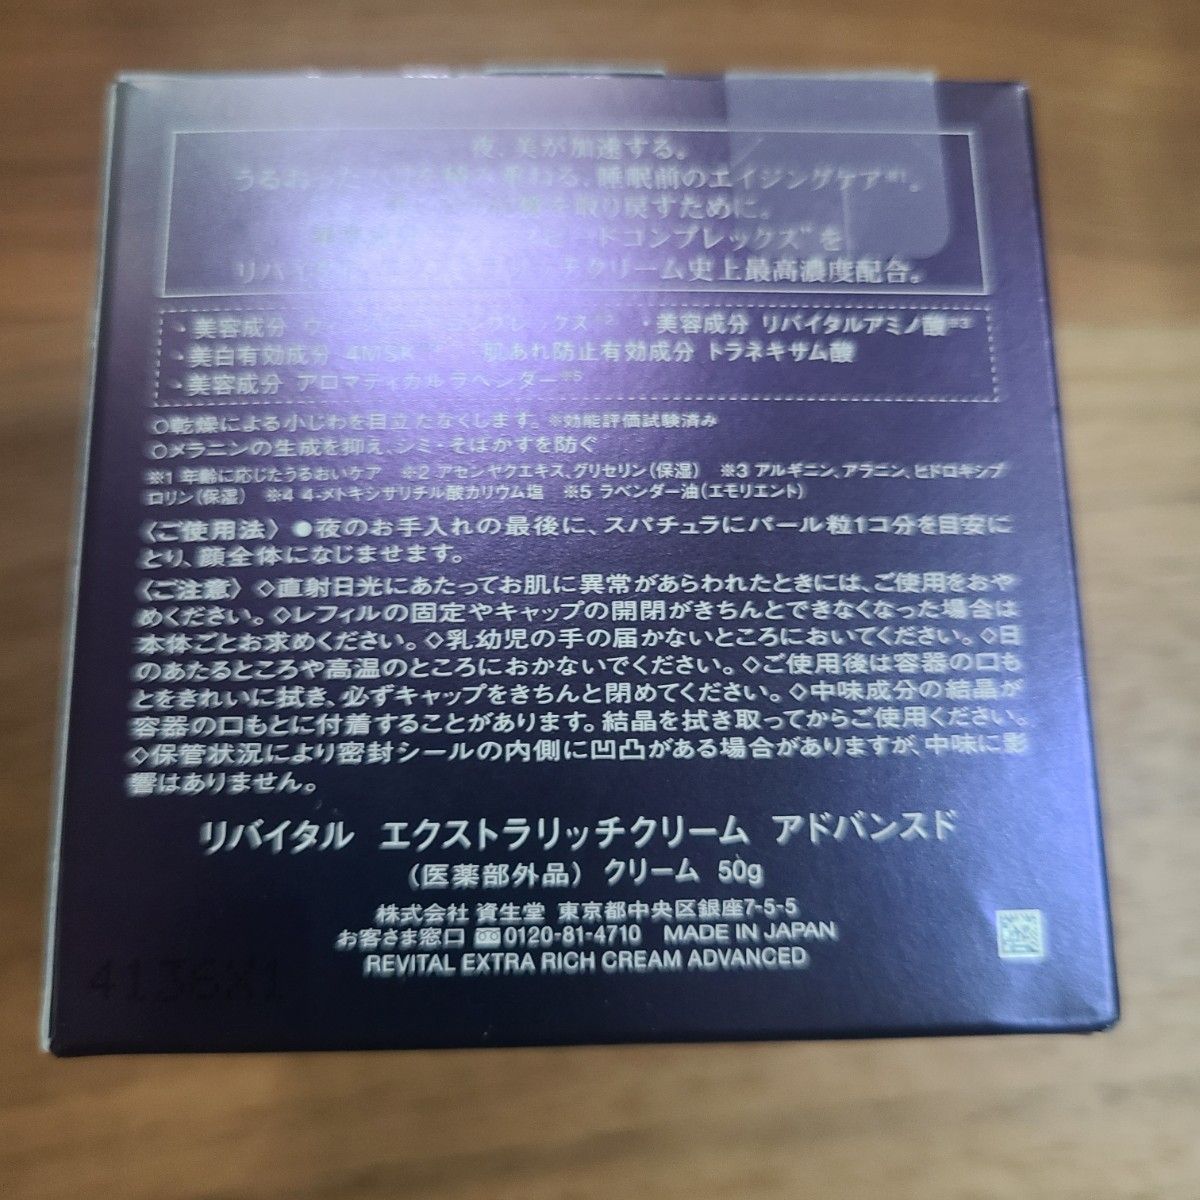 夜、美が加速する。
睡眠前のエイジングケア※1。
を取り戻すために。
コンプレックス※2を
クリーム史上最高濃度配合。
・美容成分 ・美容成分 リバイタルアミノ酸※3
・美白有効成分 4MSK 肌あれ防止有効成分 トラネキサム酸
・美容成分 アロマティカルラベンダー※5
○乾燥による小じわを目立たなくします。※効能評価試験済み
○メラニンの生成を抑え、シミ・そばかすを防ぐ
※1 年齢に応じたうるおいケア ※2 アセンヤクエキス、グリセリン(保湿) ※3 アルギニン、アラニン、ヒドロキシプ
ロリン(保湿) ※4 4-メトキシサリチル酸カリウム塩 ※5 ラベンダー油(エモリエント)
〈ご使用法〉●夜のお手入れの最後に、スパチュラにパール粒1コ分を目安に
とり、顔全体になじませます。
〈ご注意〉◇直射日光にあたってお肌に異常があらわれたときには、ご使用をおや
めください。◇レフィルの固定やキャップの開閉がきちんとできなくなった場合は
本体ごとお求めください。◇乳幼児の手の届かないところにおいてください。◇日
のあたるところや高温のところにおかないでください。◇ご使用後は容器の口も
とをきれいに拭き、必ずキャップをきちんと閉めてください。◇中味成分の結晶が
容器の口もとに付着することがあります。結晶を拭き取ってからご使用ください。
◇保管状況により密封シールの内側に凹凸がある場合がありますが、中味に影
響はありません。
リバイタル エクストラリッチクリーム アドバンスド
(医薬部外品) クリーム 50g
株式会社 資生堂 東京都中央区銀座7-5-5
お客さま窓口 0120-81-4710 MADE IN JAPAN
REVITAL EXTRA RICH CREAM ADVANCED